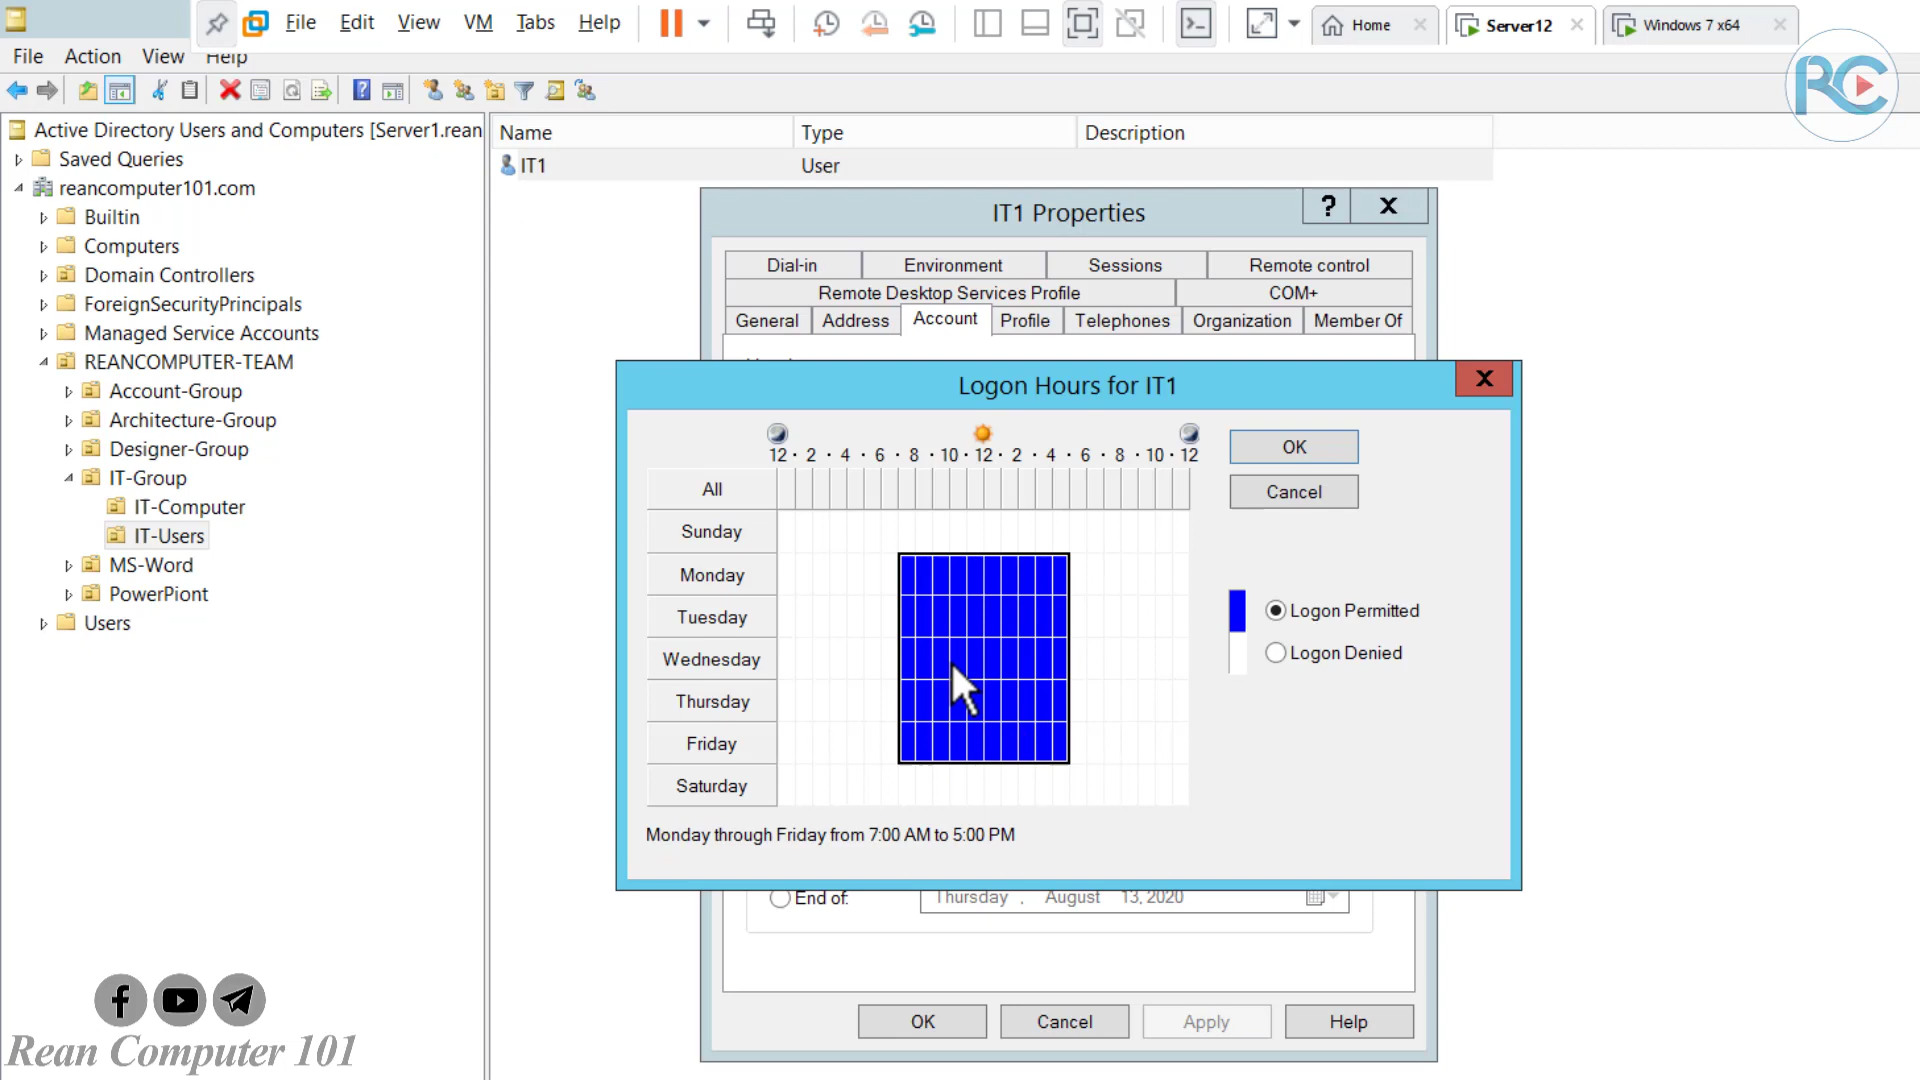 File Edit View VM Tabs Help
Home
Server12
Windows 7 x64
File Action View Help
RC
Active Directory Users and Computers [Server1.rean
Saved Queries
reancomputer101.com
Builtin
Computers
Domain Controllers
ForeignSecurityPrincipals
Managed Service Accounts
REANCOMPUTER-TEAM
Account-Group
Architecture-Group
Designer-Group
IT-Group
IT-Computer
IT-Users
MS-Word
PowerPiont
Users
Name Type Description
IT1 User
IT1 Properties
? X
Dial-in Environment Sessions Remote control
Remote Desktop Services Profile COM+
General Address Account Profile Telephones Organization Member Of
Logon Hours for IT1
X
12 · 2 · 4 · 6 · 8 · 10 · 12 · 2 · 4 · 6 · 8 · 10 · 12
All
Sunday
Monday
Tuesday
Wednesday
Thursday
Friday
Saturday
OK
Cancel
Logon Permitted
Logon Denied
Monday through Friday from 7:00 AM to 5:00 PM
End of: Thursday , August 13, 2020
OK Cancel Apply Help
Rean Computer 101